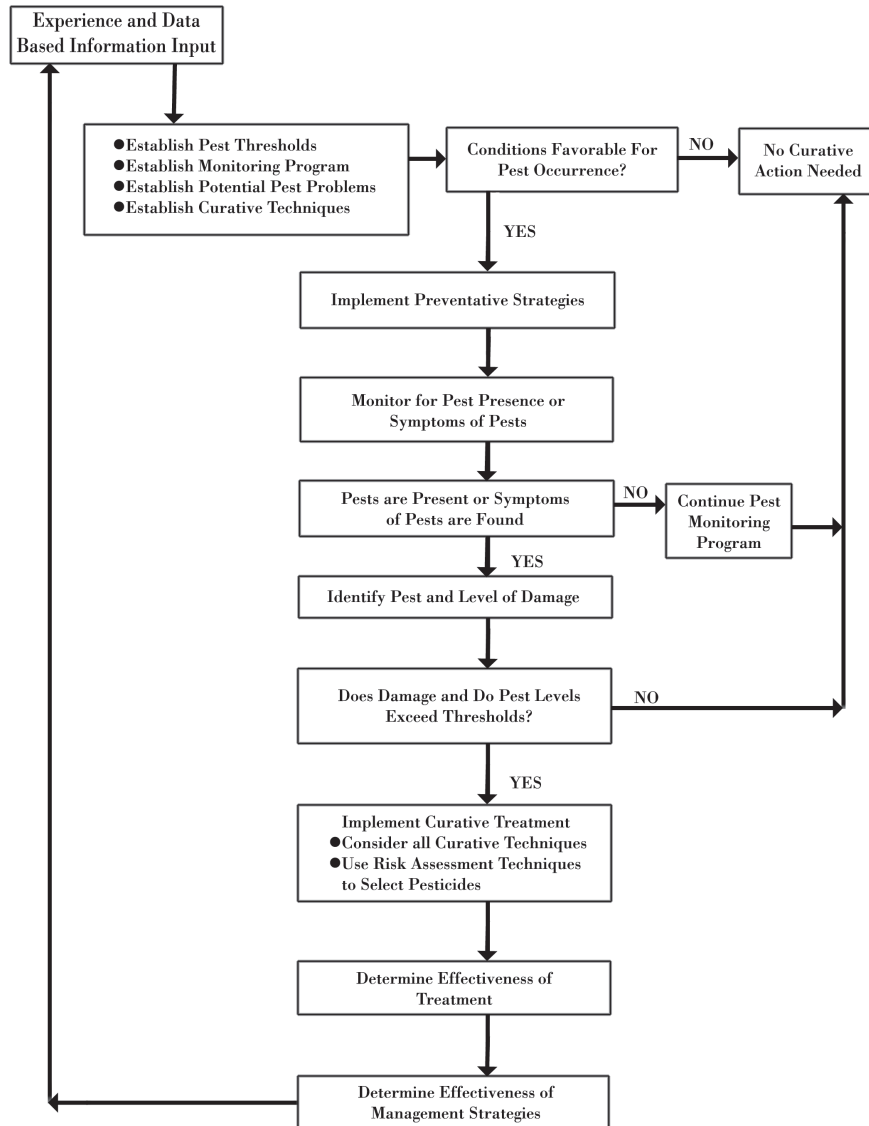 Experience and Data
Based Information Input
●Establish Pest Thresholds
●Establish Monitoring Program
●Establish Potential Pest Problems
●Establish Curative Techniques
Conditions Favorable For
Pest Occurrence?
NO
No Curative
Action Needed
YES
Implement Preventative Strategies
Monitor for Pest Presence or
Symptoms of Pests
Pests are Present or Symptoms
of Pests are Found
NO
Continue Pest
Monitoring
Program
YES
Identify Pest and Level of Damage
Does Damage and Do Pest Levels
Exceed Thresholds?
NO
YES
Implement Curative Treatment
●Consider all Curative Techniques
●Use Risk Assessment Techniques
to Select Pesticides
Determine Effectiveness of
Treatment
Determine Effectiveness of
Management Strategies